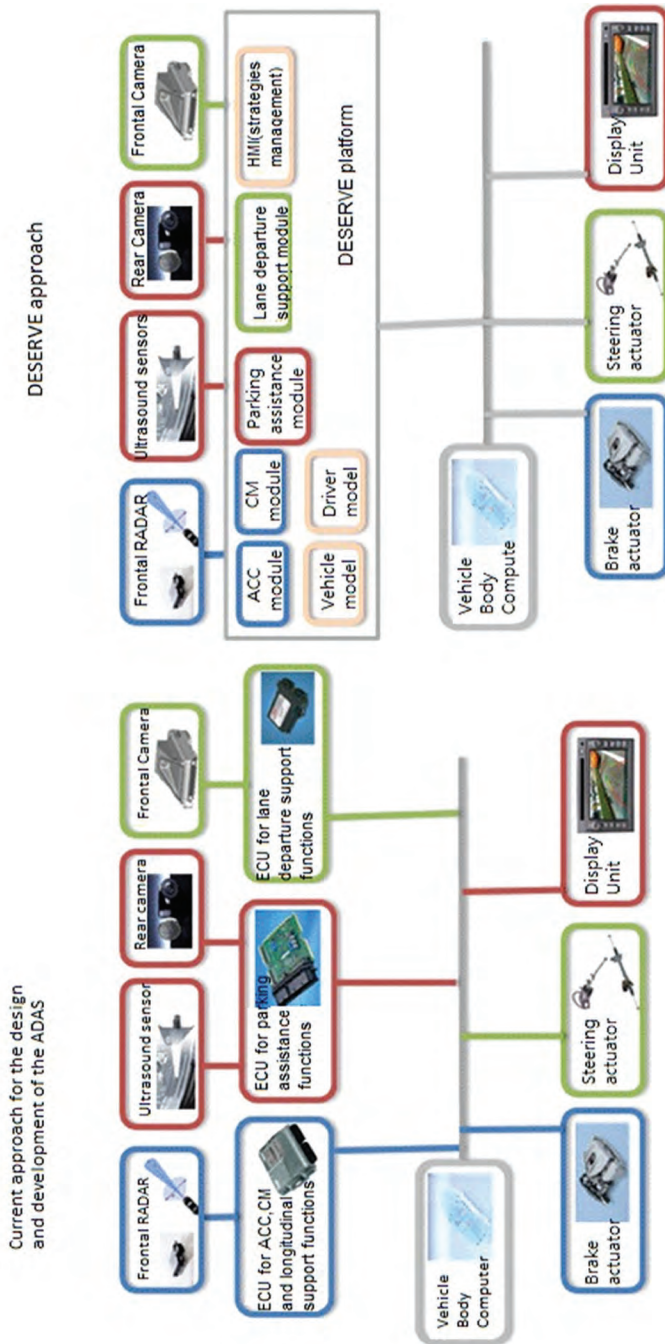 Current approach for the design
and development of the ADAS
Frontal RADAR
Ultrasound sensor
Rear camera
Frontal Camera
ECU for ACC,CM
and longitudinal
support functions
ECU for parking
assistance
functions
ECU for lane
departure support
functions
Vehicle
Body
Computer
Brake
actuator
Steering
actuator
Display
Unit
DESERVE approach
Frontal RADAR
Ultrasound sensors
Rear Camera
Frontal Camera
ACC
module
CM
module
Parking
assistance
module
Lane departure
support module
HMI(strategies
management)
Vehicle
model
Driver
model
DESERVE platform
Vehicle
Body
Compute
Brake
actuator
Steering
actuator
Display
Unit